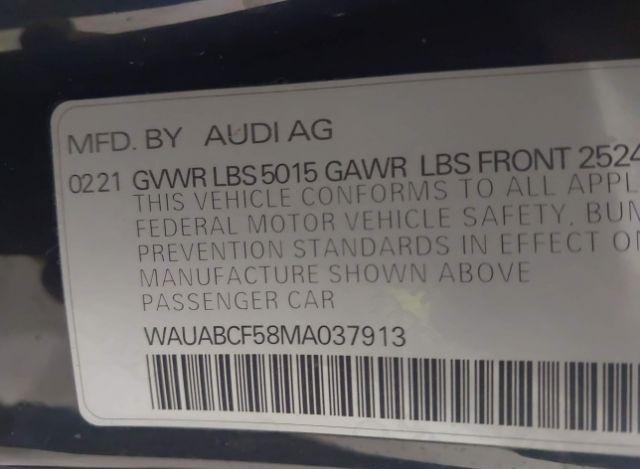 MFD. BY AUDI AG
0221 GVWR LBS 5015 GAWR LBS FRONT 2524
THIS VEHICLE CONFORMS TO ALL APPL
FEDERAL MOTOR VEHICLE SAFETY, BUM
PREVENTION STANDARDS IN EFFECT ON
MANUFACTURE SHOWN ABOVE
PASSENGER CAR
WAUABCF58MA037913